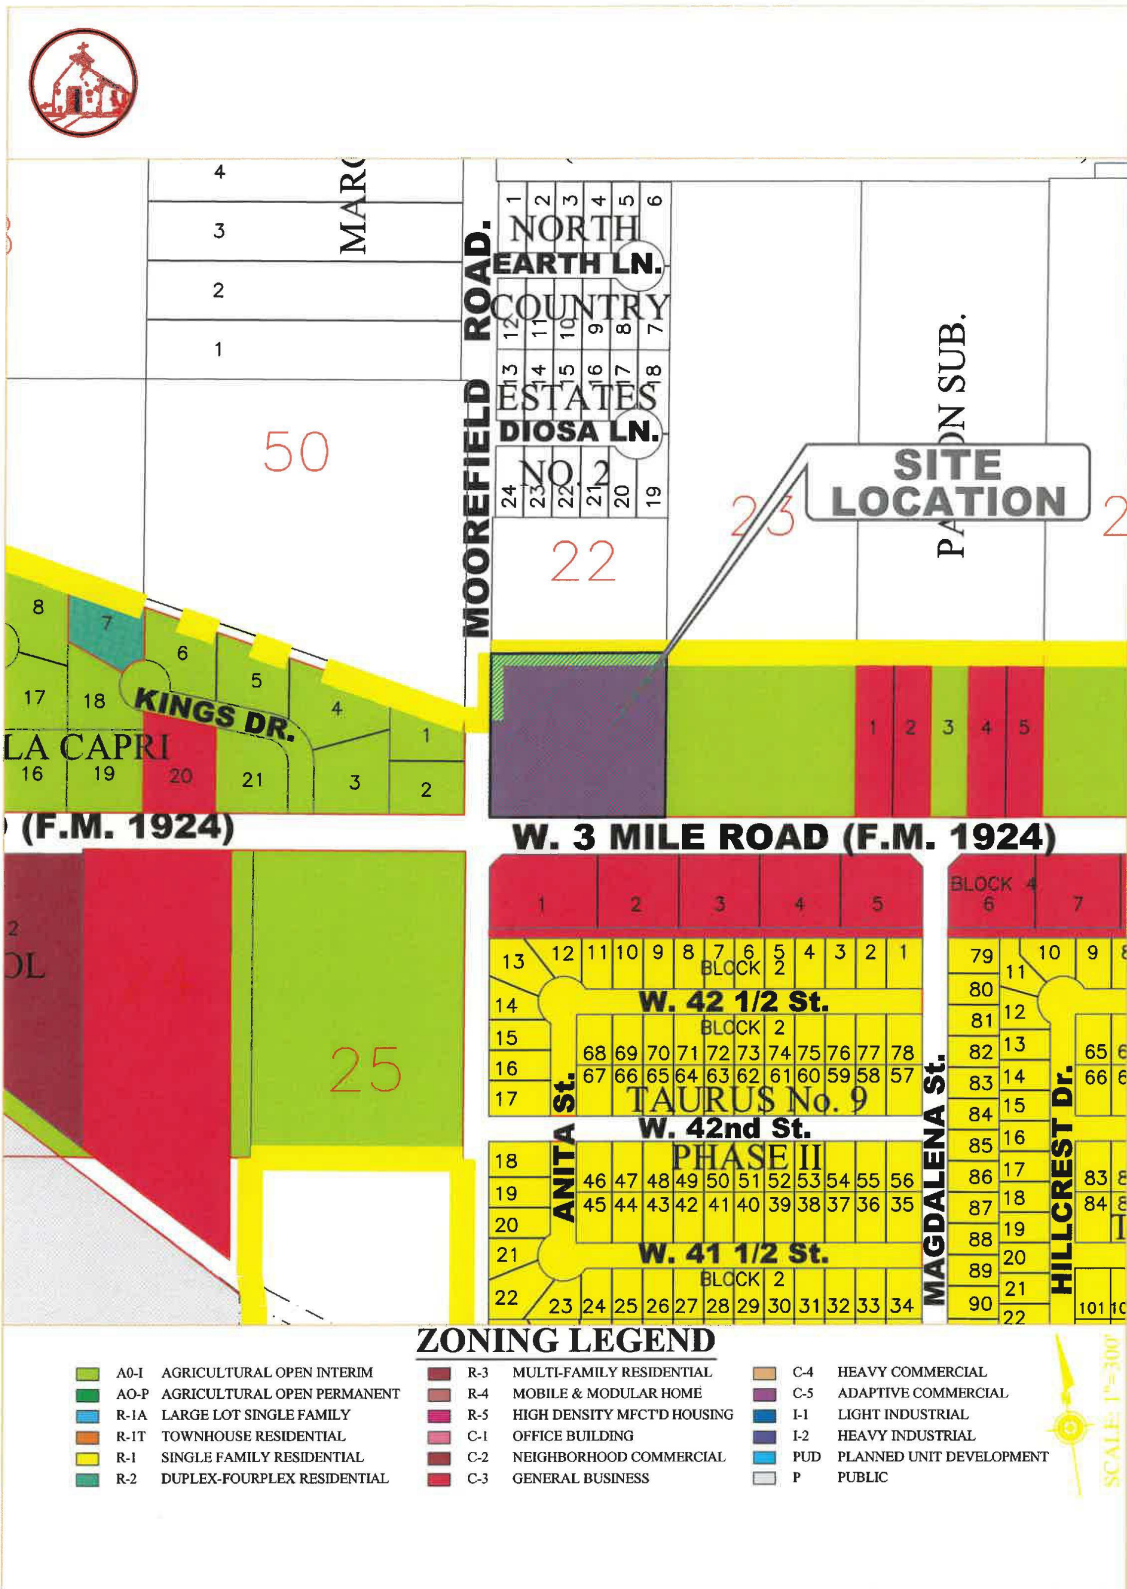 4
3
2
1
MARC
50
MOOREFIELD ROAD.
1 2 3 4 5 6
NORTH
EARTH LN.
COUNTRY
12 11 10 9 8 7
13 14 15 16 17 18
ESTATES
DIOSA LN.
NO. 2
24 23 22 21 20 19
22
23
SITE
LOCATION
ON SUB.
PA
2
8
7
6
5
4
1
17
18
KINGS DR.
LA CAPRI
16
19
20
21
3
2
1 2 3 4 5
) (F.M. 1924)
W. 3 MILE ROAD (F.M. 1924)
1 2 3 4 5
BLOCK 4
6 7
2
OL
25
13 12 11 10 9 8 7 6 5 4 3 2 1
BLOCK 2
14
W. 42 1/2 St.
BLOCK 2
15
16
17
68 69 70 71 72 73 74 75 76 77 78
67 66 65 64 63 62 61 60 59 58 57
TAURUS No. 9
W. 42nd St.
PHASE II
18
19
20
21
22
46 47 48 49 50 51 52 53 54 55 56
45 44 43 42 41 40 39 38 37 36 35
W. 41 1/2 St.
BLOCK 2
23 24 25 26 27 28 29 30 31 32 33 34
ANITA St.
MAGDALENA St.
HILLCREST Dr.
79
80
81
82
83
84
85
86
87
88
89
90
10 9 8
11
12
13
14
15
16
17
18
19
20
21
22
65 6
66 6
83 8
84 8
101 10
ZONING LEGEND
A0-I AGRICULTURAL OPEN INTERIM
AO-P AGRICULTURAL OPEN PERMANENT
R-1A LARGE LOT SINGLE FAMILY
R-1T TOWNHOUSE RESIDENTIAL
R-1 SINGLE FAMILY RESIDENTIAL
R-2 DUPLEX-FOURPLEX RESIDENTIAL
R-3 MULTI-FAMILY RESIDENTIAL
R-4 MOBILE & MODULAR HOME
R-5 HIGH DENSITY MFCT'D HOUSING
C-1 OFFICE BUILDING
C-2 NEIGHBORHOOD COMMERCIAL
C-3 GENERAL BUSINESS
C-4 HEAVY COMMERCIAL
C-5 ADAPTIVE COMMERCIAL
I-1 LIGHT INDUSTRIAL
I-2 HEAVY INDUSTRIAL
PUD PLANNED UNIT DEVELOPMENT
P PUBLIC
SCALE: 1"=300'